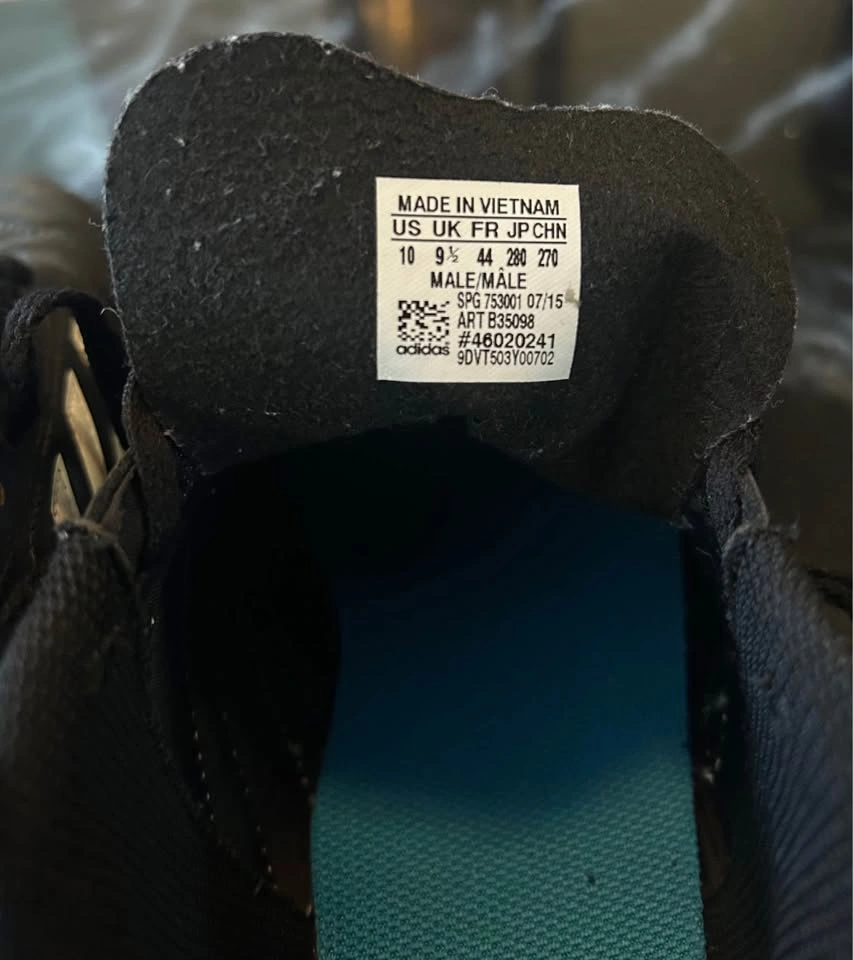 MADE IN VIETNAM
US UK FR JP CHN
10 9½ 44 280 270
MALE/MÂLE
SPG 753001 07/15
ART B35098
#46020241
adidas 9DVT503Y00702